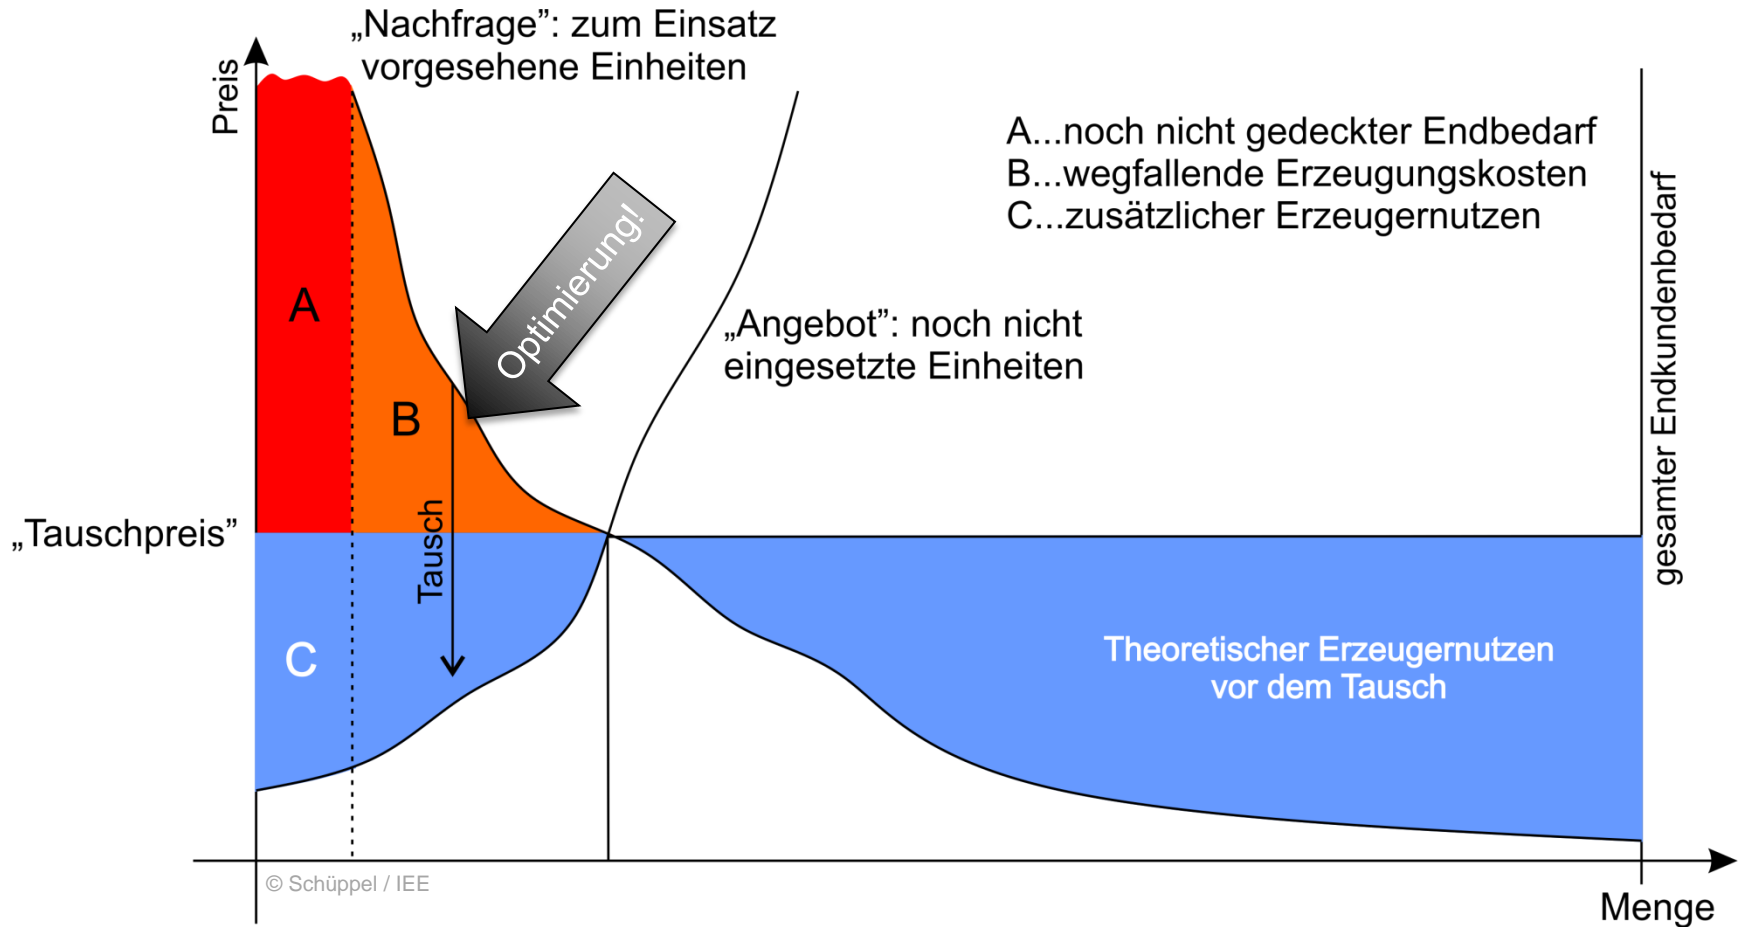 „Nachfrage”: zum Einsatz
vorgesehene Einheiten
Preis
A...noch nicht gedeckter Endbedarf
B...wegfallende Erzeugungskosten
C...zusätzlicher Erzeugernutzen
gesamter Endkundenbedarf
Optimierung!
A
„Angebot”: noch nicht
eingesetzte Einheiten
B
Tausch
„Tauschpreis”
C
Theoretischer Erzeugernutzen
vor dem Tausch
© Schüppel / IEE
Menge